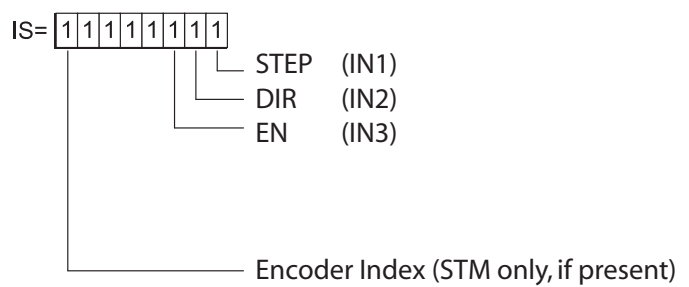 IS= 1 1 1 1 1 1 1 1
STEP (IN1)
DIR (IN2)
EN (IN3)
Encoder Index (STM only, if present)